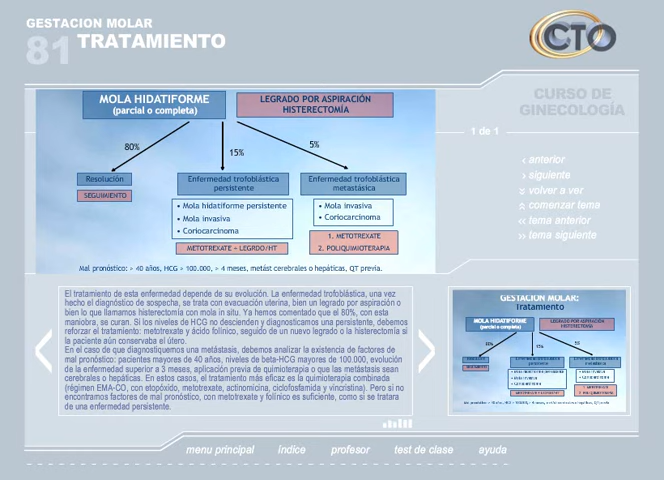 GESTACION MOLAR
81 TRATAMIENTO
CTO
CURSO DE
GINECOLOGÍA
1 de 1
anterior
siguiente
volver a ver
comenzar tema
tema anterior
tema siguiente
MOLA HIDATIFORME
(parcial o completa)
LEGRADO POR ASPIRACIÓN
HISTERECTOMÍA
80%
15%
5%
Resolución
SEGUIMIENTO
Enfermedad trofoblástica
persistente
• Mola hidatiforme persistente
• Mola invasiva
• Coriocarcinoma
METOTREXATE + LEGRDO/HT
Enfermedad trofoblástica
metastásica
• Mola invasiva
• Coriocarcinoma
1. METOTREXATE
2. POLIQUIMIOTERAPIA
Mal pronóstico: > 40 años, HCG > 100.000, > 4 meses, metást cerebrales o hepáticas, QT previa.
El tratamiento de esta enfermedad depende de su evolución. La enfermedad trofoblástica, una vez
hecho el diagnóstico de sospecha, se trata con evacuación uterina, bien un legrado por aspiración o
bien lo que llamamos histerectomía con mola in situ. Ya hemos comentado que el 80%, con esta
maniobra, se curan. Si los niveles de HCG no descienden y diagnosticamos una persistente, debemos
reforzar el tratamiento: metotrexate y ácido folínico, seguido de un nuevo legrado o la histerectomía si
la paciente aún conservaba el útero.
En el caso de que diagnostiquemos una metástasis, debemos analizar la existencia de factores de
mal pronóstico: pacientes mayores de 40 años, niveles de beta-HCG mayores de 100.000, evolución
de la enfermedad superior a 3 meses, aplicación previa de quimioterapia o que las metástasis sean
cerebrales o hepáticas. En estos casos, el tratamiento más eficaz es la quimioterapia combinada
(régimen EMA-CO, con etopóxido, metotrexate, actinomicina, ciclofosfamida y vincristina). Pero si no
encontramos factores de mal pronóstico, con metotrexate y folínico es suficiente, como si se tratara
de una enfermedad persistente.
GESTACIÓN MOLAR:
Tratamiento
MOLA HIDATIFORME
(parcial o completa)
LEGRADO POR ASPIRACIÓN
HISTERECTOMÍA
menu principal
índice
profesor
test de clase
ayuda